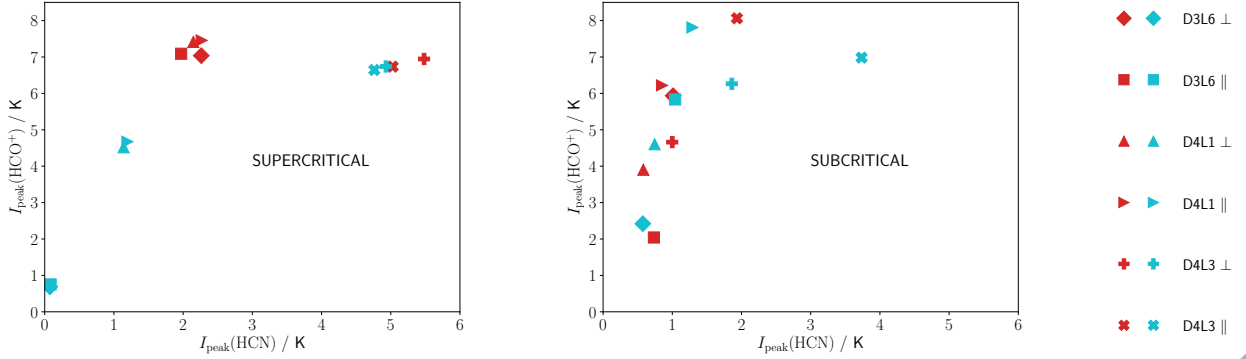 8
7
6
5
4
3
2
1
0
I_peak(HCO⁺) / K
SUPERCRITICAL
0 1 2 3 4 5 6
I_peak(HCN) / K
8
7
6
5
4
3
2
1
0
I_peak(HCO⁺) / K
SUBCRITICAL
0 1 2 3 4 5 6
I_peak(HCN) / K
D3L6 ⊥
D3L6 ∥
D4L1 ⊥
D4L1 ∥
D4L3 ⊥
D4L3 ∥